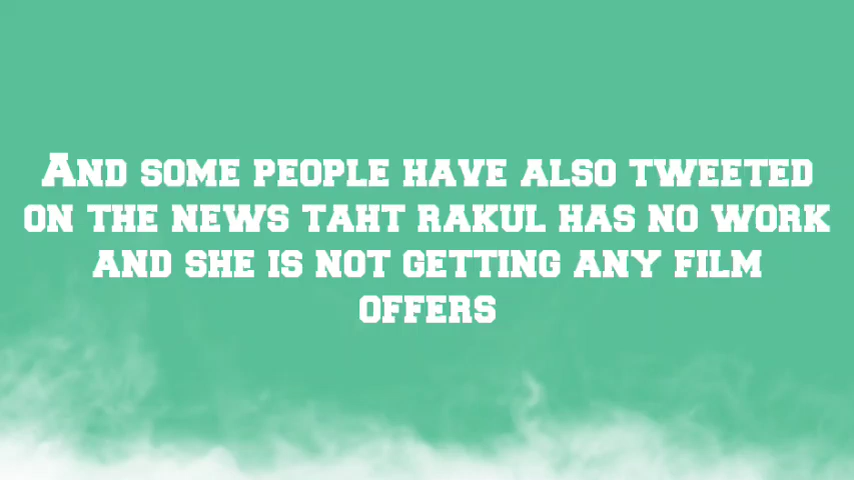 And some people have also tweeted
on the news taht rakul has no work
and she is not getting any film
offers